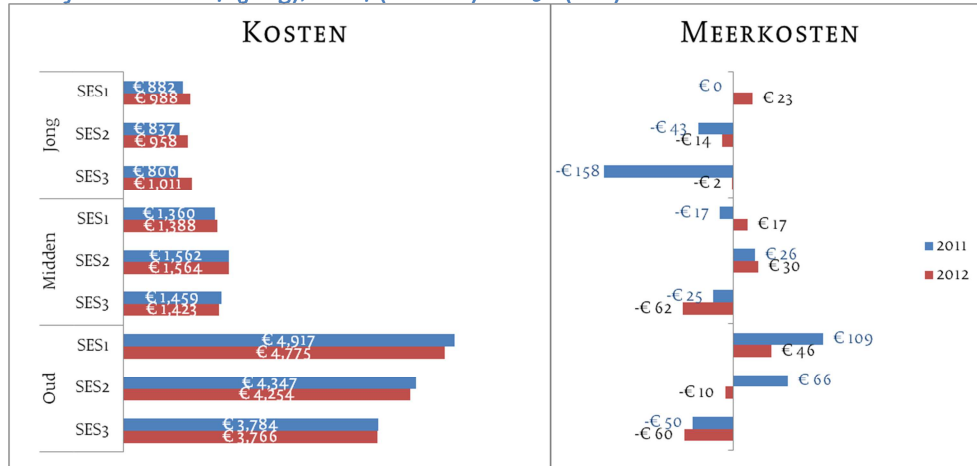 KOSTEN
Jong
SES1
€ 882
€ 988
SES2
€ 837
€ 958
SES3
€ 806
€ 1,011
Midden
SES1
€ 1,360
€ 1,388
SES2
€ 1,562
€ 1,564
SES3
€ 1,459
€ 1,423
Oud
SES1
€ 4,917
€ 4,775
SES2
€ 4,347
€ 4,254
SES3
€ 3,784
€ 3,766
MEERKOSTEN
€ 0
€ 23
-€ 43
-€ 14
-€ 158
-€ 2
-€ 17
€ 17
€ 26
€ 30
-€ 25
-€ 62
€ 109
€ 46
€ 66
-€ 10
-€ 50
-€ 60
2011
2012